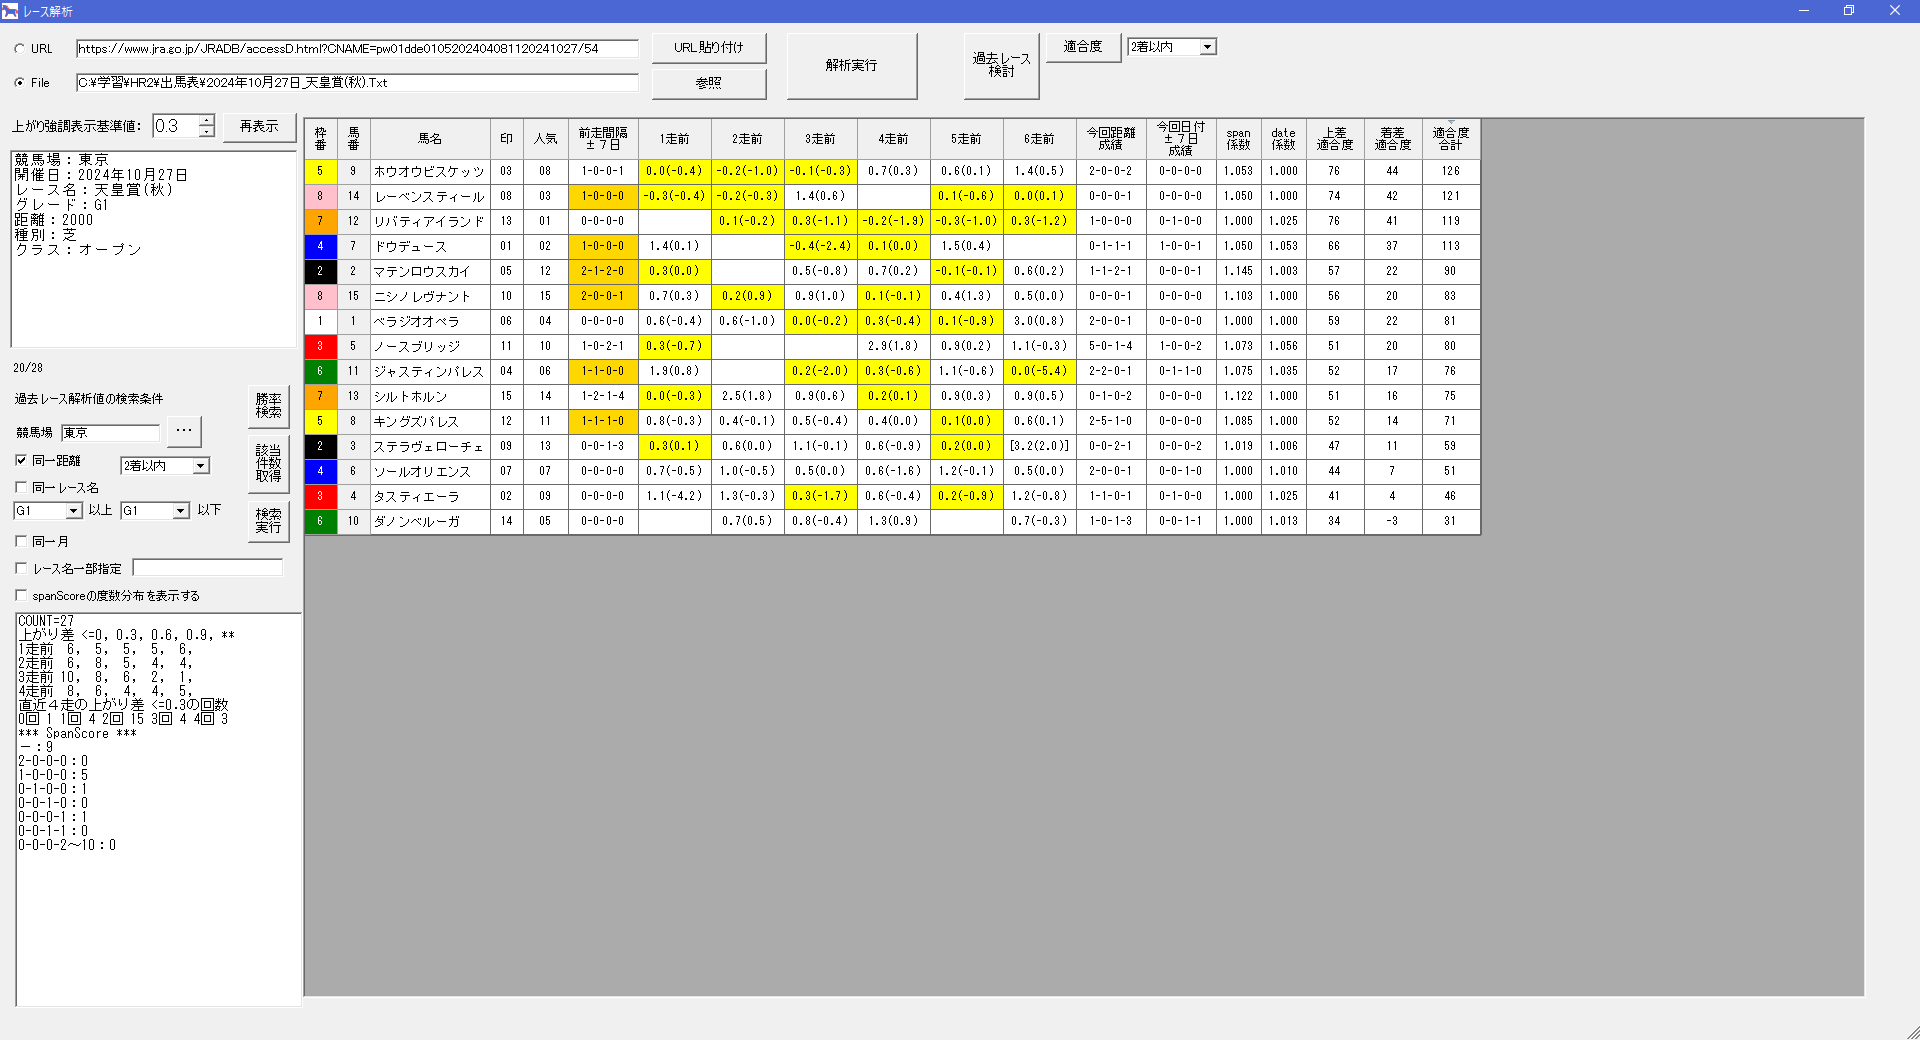 レース解析
URL https://www.jra.go.jp/JRADB/accessD.html?CNAME=pw01dde0105202404081120241027/54 URL貼り付け 解析実行 過去レース検討 適合度 2着以内
File C:¥学習¥HR2¥出馬表¥2024年10月27日_天皇賞(秋).Txt 参照
上がり強調表示基準値: 0.3 再表示
競馬場：東京
開催日：2024年10月27日
レース名：天皇賞(秋)
グレード：G1
距離：2000
種別：芝
クラス：オープン
20/28
過去レース解析値の検索条件 勝率検索
競馬場 東京 ...
同一距離 2着以内 該当件数取得
同一レース名
G1 以上 G1 以下 検索実行
同一月
レース名一部指定
spanScoreの度数分布を表示する
COUNT=27
上がり差 <=0, 0.3, 0.6, 0.9, **
1走前 6, 5, 5, 5, 6,
2走前 6, 8, 5, 4, 4,
3走前 10, 8, 6, 2, 1,
4走前 8, 6, 4, 4, 5,
直近４走の上がり差 <=0.3の回数
0回 1 1回 4 2回 15 3回 4 4回 3
*** SpanScore ***
－：9
2-0-0-0：0
1-0-0-0：5
0-1-0-0：1
0-0-1-0：0
0-0-0-1：1
0-0-1-1：0
0-0-0-2～10：0
枠番 馬番 馬名 印 人気 前走間隔±７日 1走前 2走前 3走前 4走前 5走前 6走前 今回距離成績 今回日付±７日成績 span係数 date係数 上差適合度 着差適合度 適合度合計
5 9 ホウオウビスケッツ 03 08 1-0-0-1 0.0(-0.4) -0.2(-1.0) -0.1(-0.3) 0.7(0.3) 0.6(0.1) 1.4(0.5) 2-0-0-2 0-0-0-0 1.053 1.000 76 44 126
8 14 レーベンスティール 08 03 1-0-0-0 -0.3(-0.4) -0.2(-0.3) 1.4(0.6) 0.1(-0.6) 0.0(0.1) 0-0-0-1 0-0-0-0 1.050 1.000 74 42 121
7 12 リバティアイランド 13 01 0-0-0-0 0.1(-0.2) 0.3(-1.1) -0.2(-1.9) -0.3(-1.0) 0.3(-1.2) 1-0-0-0 0-1-0-0 1.000 1.025 76 41 119
4 7 ドウデュース 01 02 1-0-0-0 1.4(0.1) -0.4(-2.4) 0.1(0.0) 1.5(0.4) 0-1-1-1 1-0-0-1 1.050 1.053 66 37 113
2 2 マテンロウスカイ 05 12 2-1-2-0 0.3(0.0) 0.5(-0.8) 0.7(0.2) -0.1(-0.1) 0.6(0.2) 1-1-2-1 0-0-0-1 1.145 1.003 57 22 90
8 15 ニシノレヴナント 10 15 2-0-0-1 0.7(0.3) 0.2(0.9) 0.9(1.0) 0.1(-0.1) 0.4(1.3) 0.5(0.0) 0-0-0-1 0-0-0-0 1.103 1.000 56 20 83
1 1 ベラジオオペラ 06 04 0-0-0-0 0.6(-0.4) 0.6(-1.0) 0.0(-0.2) 0.3(-0.4) 0.1(-0.9) 3.0(0.8) 2-0-0-1 0-0-0-0 1.000 1.000 59 22 81
3 5 ノースブリッジ 11 10 1-0-2-1 0.3(-0.7) 2.9(1.8) 0.9(0.2) 1.1(-0.3) 5-0-1-4 1-0-0-2 1.073 1.056 51 20 80
6 11 ジャスティンパレス 04 06 1-1-0-0 1.9(0.8) 0.2(-2.0) 0.3(-0.6) 1.1(-0.6) 0.0(-5.4) 2-2-0-1 0-1-1-0 1.075 1.035 52 17 76
7 13 シルトホルン 15 14 1-2-1-4 0.0(-0.3) 2.5(1.8) 0.9(0.6) 0.2(0.1) 0.9(0.3) 0.9(0.5) 0-1-0-2 0-0-0-0 1.122 1.000 51 16 75
5 8 キングズパレス 12 11 1-1-1-0 0.8(-0.3) 0.4(-0.1) 0.5(-0.4) 0.4(0.0) 0.1(0.0) 0.6(0.1) 2-5-1-0 0-0-0-0 1.085 1.000 52 14 71
2 3 ステラヴェローチェ 09 13 0-0-1-3 0.3(0.1) 0.6(0.0) 1.1(-0.1) 0.6(-0.9) 0.2(0.0) [3.2(2.0)] 0-0-2-1 0-0-0-2 1.019 1.006 47 11 59
4 6 ソールオリエンス 07 07 0-0-0-0 0.7(-0.5) 1.0(-0.5) 0.5(0.0) 0.6(-1.6) 1.2(-0.1) 0.5(0.0) 2-0-0-1 0-0-1-0 1.000 1.010 44 7 51
3 4 タスティエーラ 02 09 0-0-0-0 1.1(-4.2) 1.3(-0.3) 0.3(-1.7) 0.6(-0.4) 0.2(-0.9) 1.2(-0.8) 1-1-0-1 0-1-0-0 1.000 1.025 41 4 46
6 10 ダノンベルーガ 14 05 0-0-0-0 0.7(0.5) 0.8(-0.4) 1.3(0.9) 0.7(-0.3) 1-0-1-3 0-0-1-1 1.000 1.013 34 -3 31